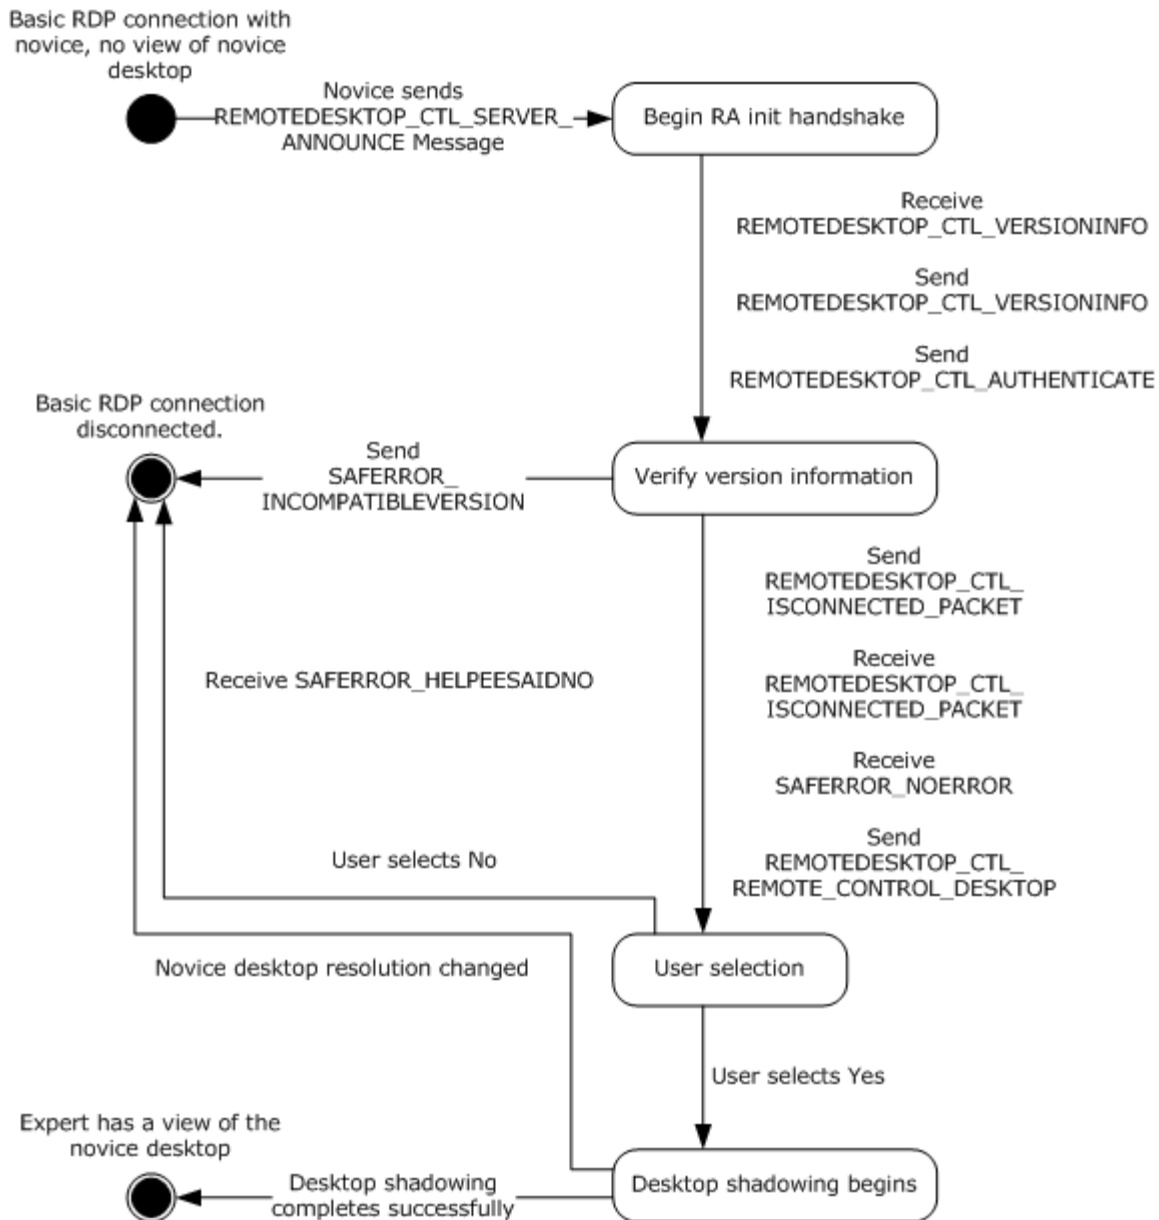 Basic RDP connection with
novice, no view of novice
desktop
Novice sends
REMOTEDESKTOP_CTL_SERVER_
ANNOUNCE Message
Begin RA init handshake
Receive
REMOTEDESKTOP_CTL_VERSIONINFO
Send
REMOTEDESKTOP_CTL_VERSIONINFO
Send
REMOTEDESKTOP_CTL_AUTHENTICATE
Basic RDP connection
disconnected.
Send
SAFERROR_
INCOMPATIBLEVERSION
Verify version information
Send
REMOTEDESKTOP_CTL_
ISCONNECTED_PACKET
Receive
REMOTEDESKTOP_CTL_
ISCONNECTED_PACKET
Receive SAFERROR_HELPEESAIDNO
Receive
SAFERROR_NOERROR
Send
REMOTEDESKTOP_CTL_
REMOTE_CONTROL_DESKTOP
User selects No
User selection
Novice desktop resolution changed
User selects Yes
Expert has a view of the
novice desktop
Desktop shadowing
completes successfully
Desktop shadowing begins